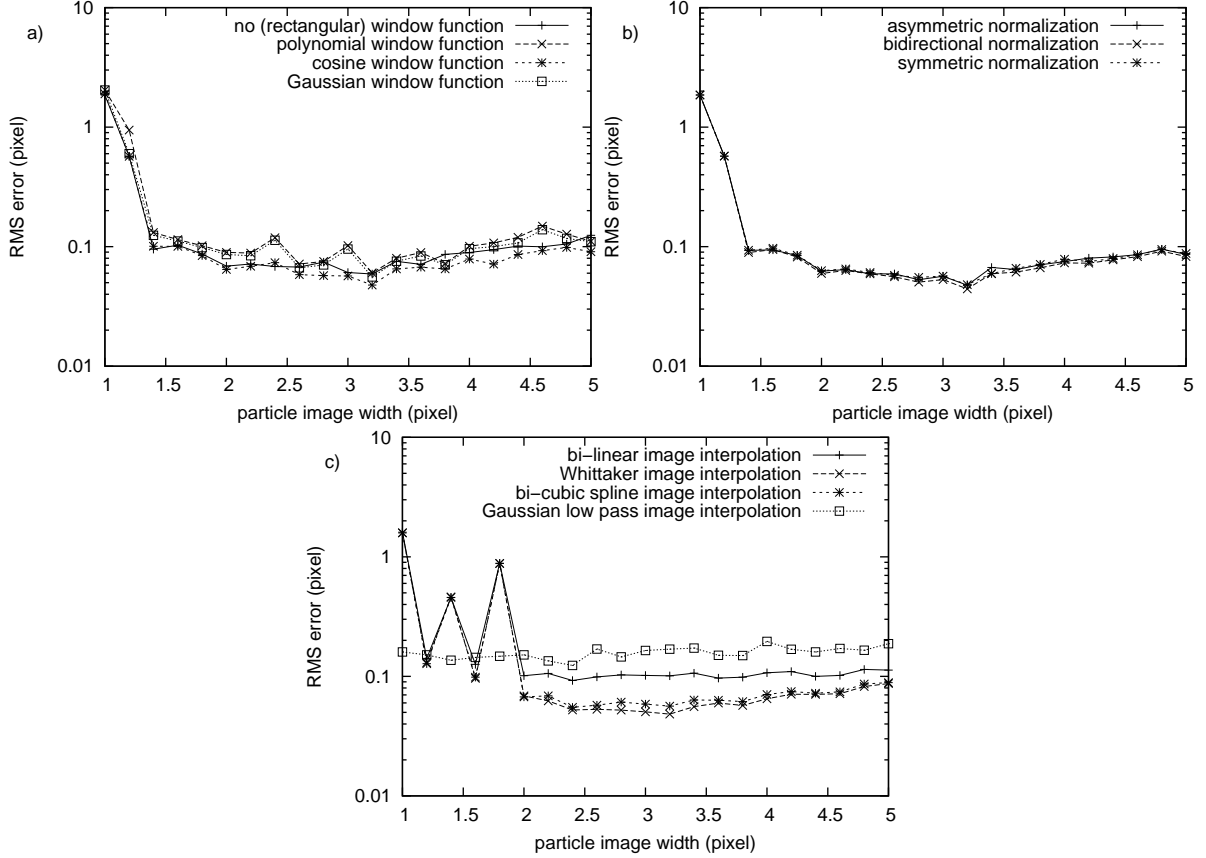 a)
no (rectangular) window function
polynomial window function
cosine window function
Gaussian window function
RMS error (pixel)
10
1
0.1
0.01
1 1.5 2 2.5 3 3.5 4 4.5 5
particle image width (pixel)
b)
asymmetric normalization
bidirectional normalization
symmetric normalization
RMS error (pixel)
10
1
0.1
0.01
1 1.5 2 2.5 3 3.5 4 4.5 5
particle image width (pixel)
c)
bi−linear image interpolation
Whittaker image interpolation
bi−cubic spline image interpolation
Gaussian low pass image interpolation
RMS error (pixel)
10
1
0.1
0.01
1 1.5 2 2.5 3 3.5 4 4.5 5
particle image width (pixel)